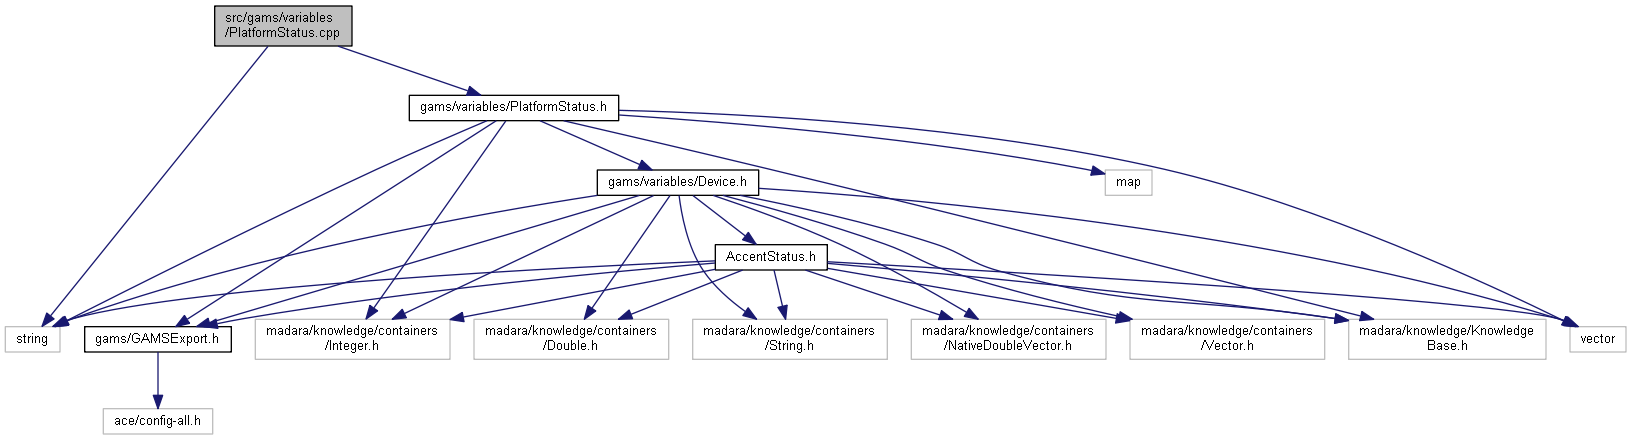 src/gams/variables
/PlatformStatus.cpp
gams/variables/PlatformStatus.h
gams/variables/Device.h
map
AccentStatus.h
string
gams/GAMSExport.h
madara/knowledge/containers
/Integer.h
madara/knowledge/containers
/Double.h
madara/knowledge/containers
/String.h
madara/knowledge/containers
/NativeDoubleVector.h
madara/knowledge/containers
/Vector.h
madara/knowledge/Knowledge
Base.h
vector
ace/config-all.h